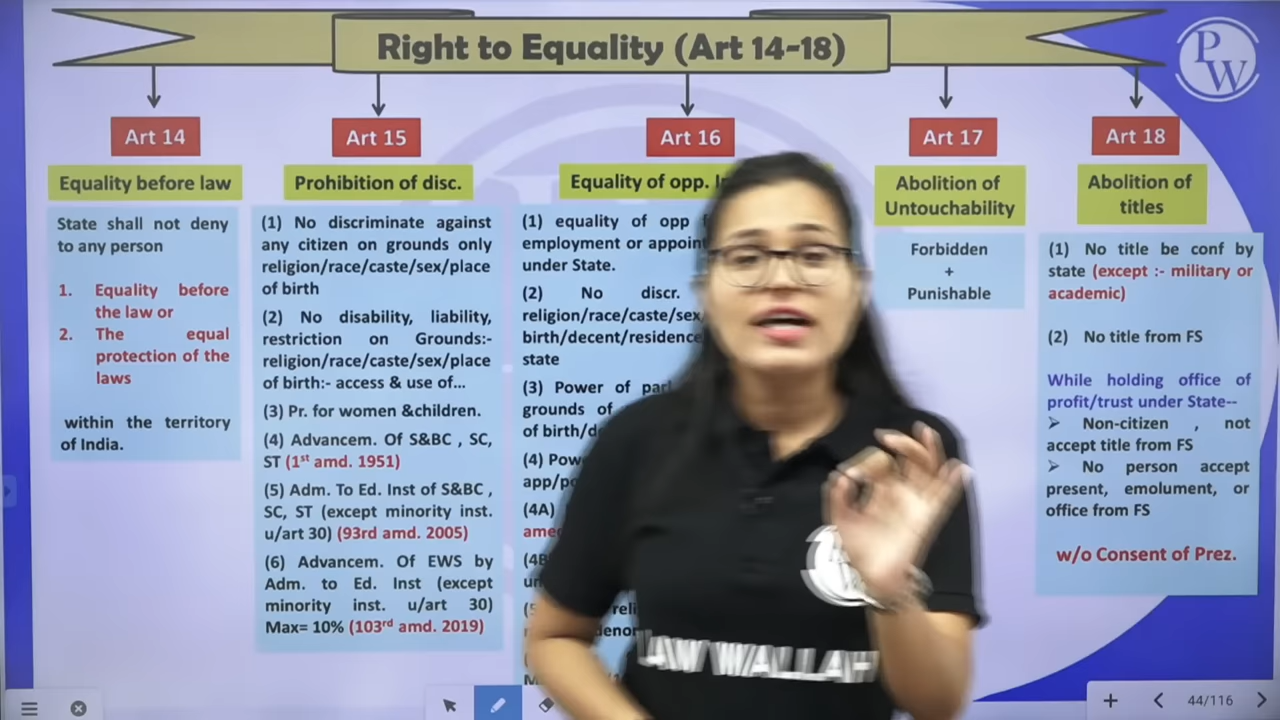 Right to Equality (Art 14-18)
PW
Art 14
Equality before law
State shall not deny
to any person
1. Equality before
the law or
2. The equal
protection of the
laws
within the territory
of India.
Art 15
Prohibition of disc.
(1) No discriminate against
any citizen on grounds only
religion/race/caste/sex/place
of birth
(2) No disability, liability,
restriction on Grounds:-
religion/race/caste/sex/place
of birth:- access & use of...
(3) Pr. for women &children.
(4) Advancem. Of S&BC , SC,
ST (1st amd. 1951)
(5) Adm. To Ed. Inst of S&BC ,
SC, ST (except minority inst.
u/art 30) (93rd amd. 2005)
(6) Advancem. Of EWS by
Adm. to Ed. Inst (except
minority inst. u/art 30)
Max= 10% (103rd amd. 2019)
Art 16
Equality of opp.
(1) equality of opp
employment or appoin
under State.
(2) No discr.
religion/race/caste/sex/
birth/decent/residence
state
(3) Power of par
grounds of
of birth/d
(4) Pow
app/po
(4A)
ame
(4B
un
(5 reli
denor
Art 17
Abolition of
Untouchability
Forbidden
+
Punishable
Art 18
Abolition of
titles
(1) No title be conf by
state (except :- military or
academic)
(2) No title from FS
While holding office of
profit/trust under State--
➤ Non-citizen , not
accept title from FS
➤ No person accept
present, emolument, or
office from FS
w/o Consent of Prez.
LAW WALLAH
44/116